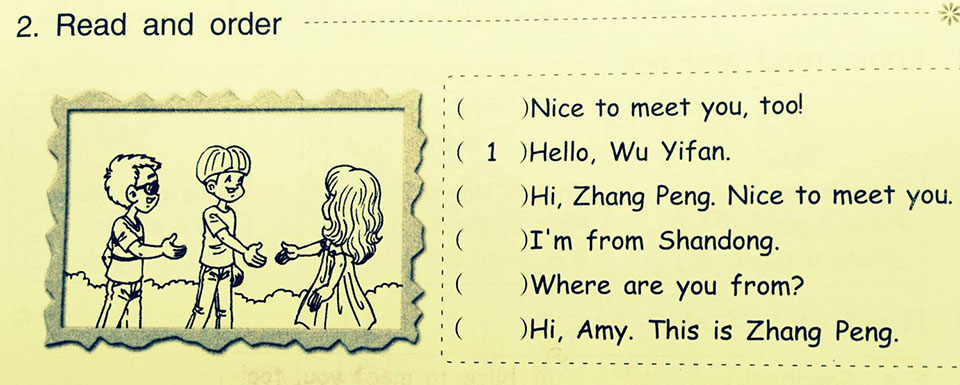 2. Read and order
( )Nice to meet you, too!
( 1 )Hello, Wu Yifan.
( )Hi, Zhang Peng. Nice to meet you.
( )I'm from Shandong.
( )Where are you from?
( )Hi, Amy. This is Zhang Peng.